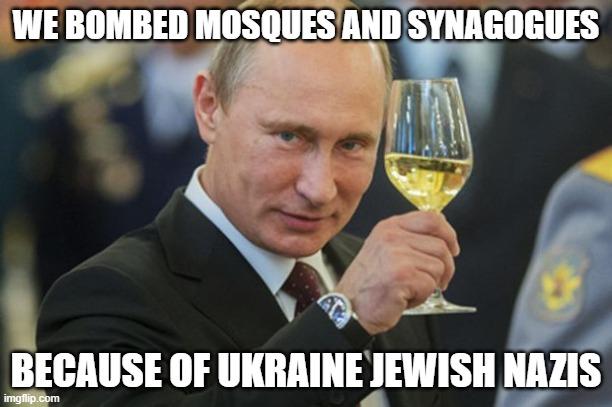 WE BOMBED MOSQUES AND SYNAGOGUES
BECAUSE OF UKRAINE JEWISH NAZIS
imgflip.com